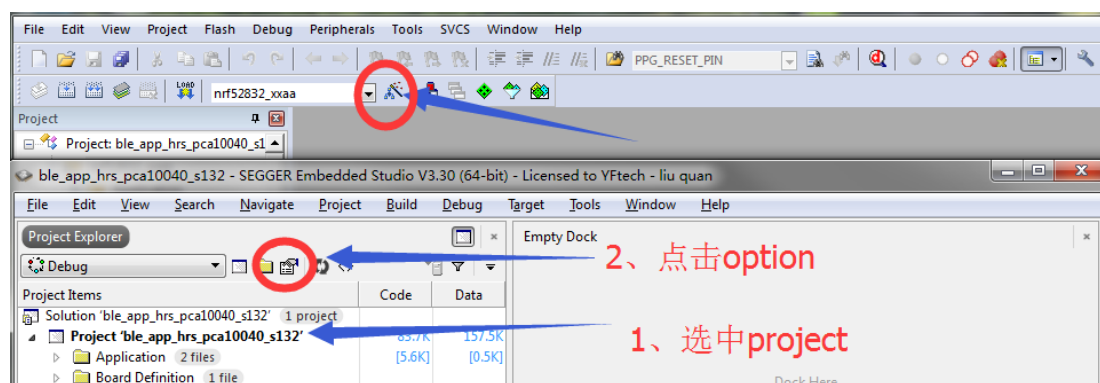 File Edit View Project Flash Debug Peripherals Tools SVCS Window Help
PPG_RESET_PIN
LOAD nrf52832_xxaa
Project
Project: ble_app_hrs_pca10040_s1
ble_app_hrs_pca10040_s132 - SEGGER Embedded Studio V3.30 (64-bit) - Licensed to YFtech - liu quan
File Edit View Search Navigate Project Build Debug Target Tools Window Help
Project Explorer Empty Dock
Debug
2、点击option
Project Items Code Data
Solution 'ble_app_hrs_pca10040_s132' 1 project
Project 'ble_app_hrs_pca10040_s132' 83.7K 157.5K
1、选中project
Application 2 files [5.6K] [0.5K]
Board Definition 1 file
Dock Here